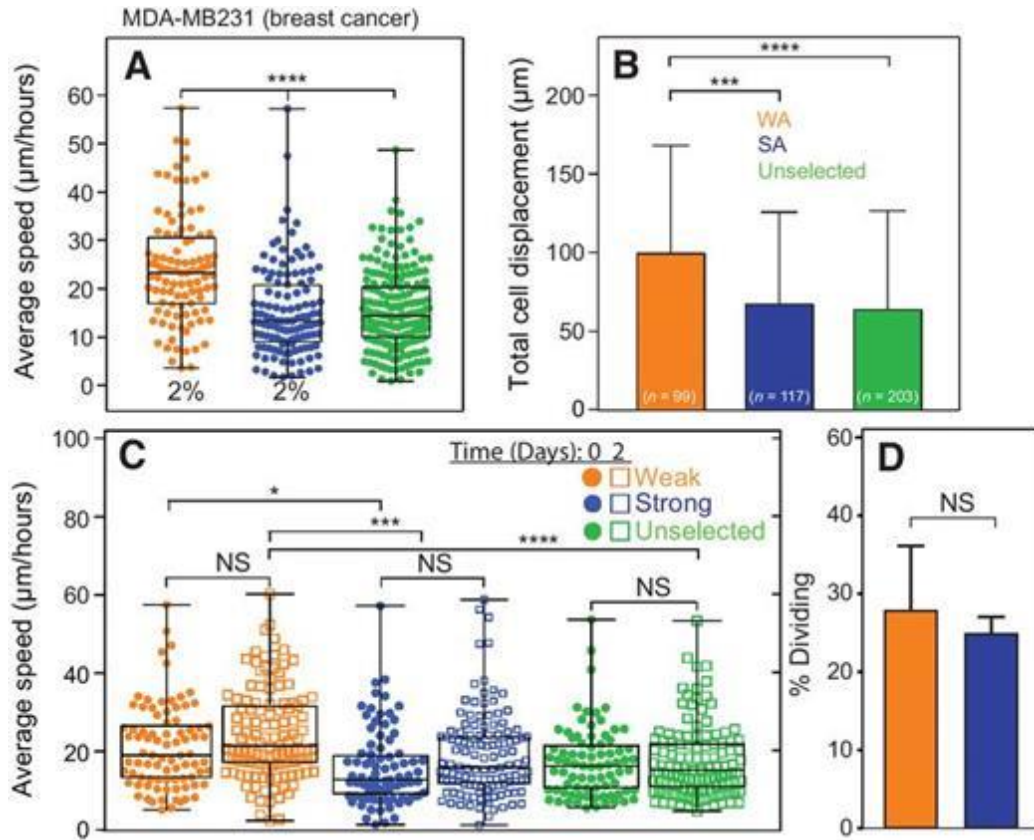 MDA-MB231 (breast cancer)
A
****
Average speed (μm/hours)
60
50
40
30
20
10
0
2%
2%
B
****
***
WA
SA
Unselected
Total cell displacement (μm)
200
150
100
50
0
(n = 99)
(n = 117)
(n = 203)
C
Time (Days): 0 2
Weak
Strong
Unselected
*
***
****
NS
NS
NS
Average speed (μm/hours)
100
80
60
40
20
0
D
NS
% Dividing
60
40
30
20
10
0